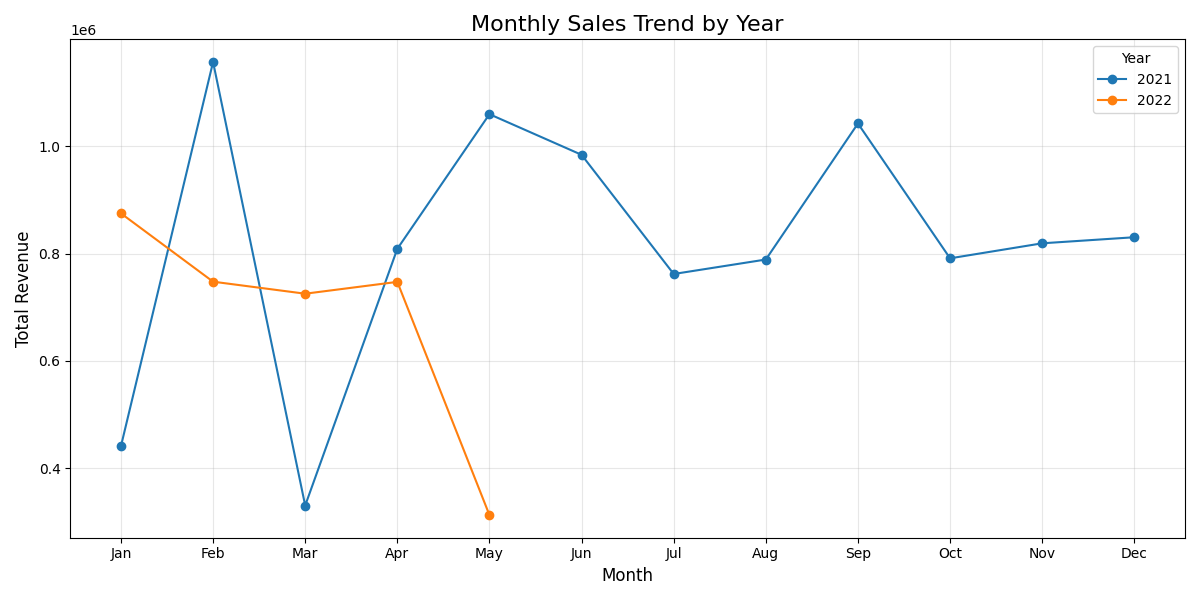 Monthly Sales Trend by Year
1e6
Year
2021
2022
1.0
0.8
0.6
0.4
Total Revenue
Jan Feb Mar Apr May Jun Jul Aug Sep Oct Nov Dec
Month